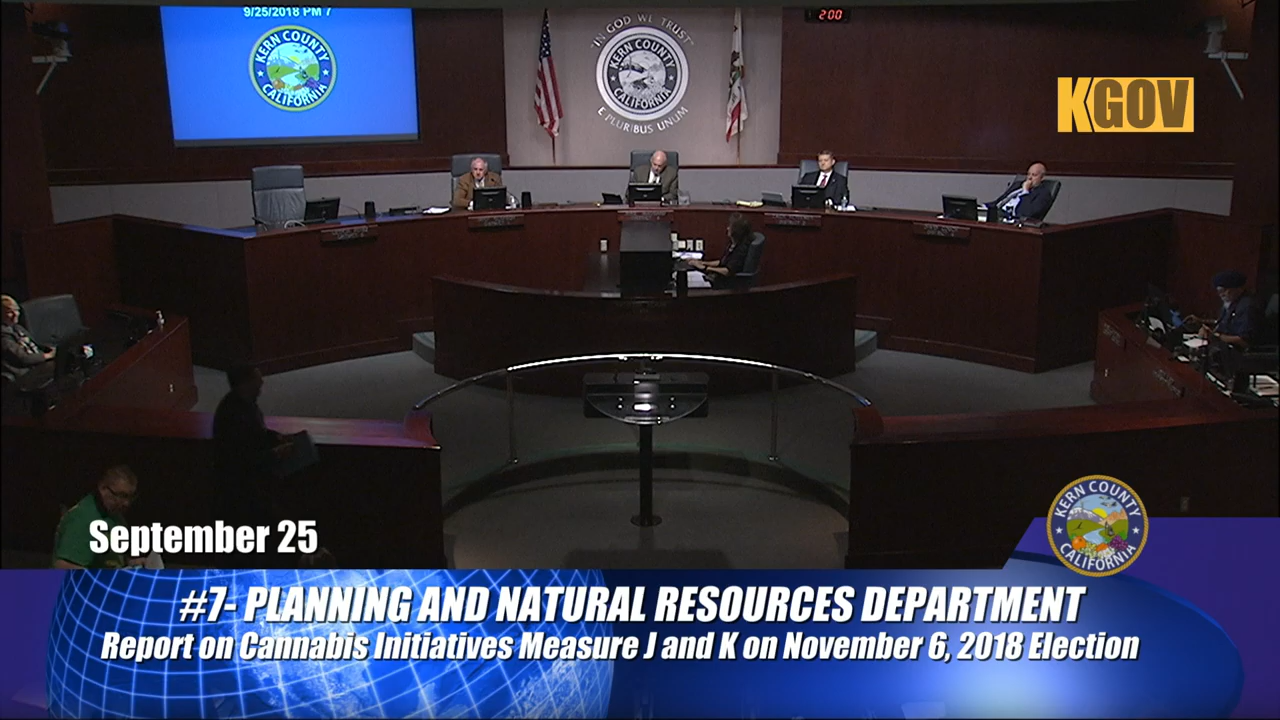 9/25/2018 PM 7
KERN COUNTY
CALIFORNIA
IN GOD WE TRUST
KERN COUNTY
CALIFORNIA
E PLURIBUS UNUM
2:00
KGOV
September 25
KERN COUNTY
CALIFORNIA
#7- PLANNING AND NATURAL RESOURCES DEPARTMENT
Report on Cannabis Initiatives Measure J and K on November 6, 2018 Election